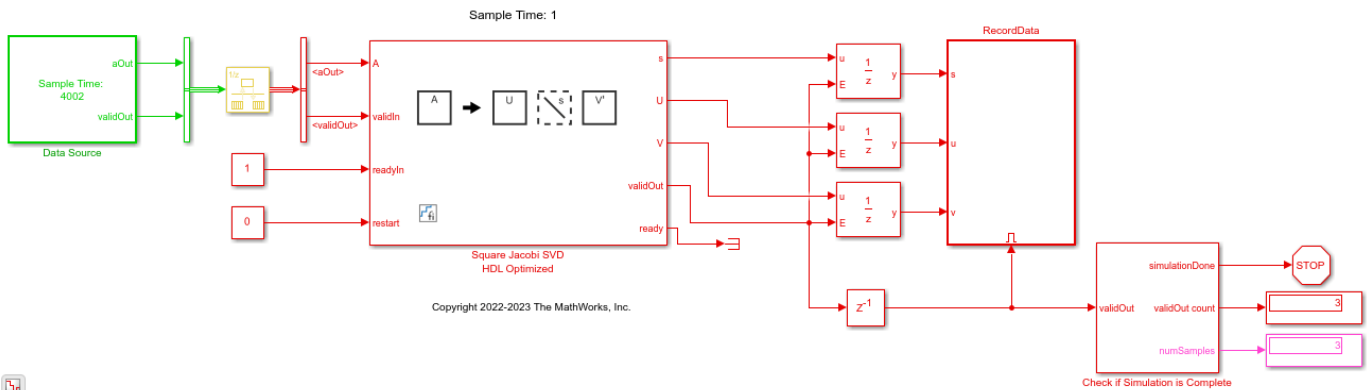 Sample Time: 1
RecordData
aOut
Sample Time:
4002
validOut
Data Source
1/z
<aOut>
<validOut>
1
0
A
validIn
readyIn
restart
A
U
s
V'
fi
s
U
V
validOut
ready
Square Jacobi SVD
HDL Optimized
Copyright 2022-2023 The MathWorks, Inc.
u
E
1
z
y
u
E
1
z
y
u
E
1
z
y
s
u
v
Z-1
validOut
simulationDone
validOut count
numSamples
Check if Simulation is Complete
STOP
3
3